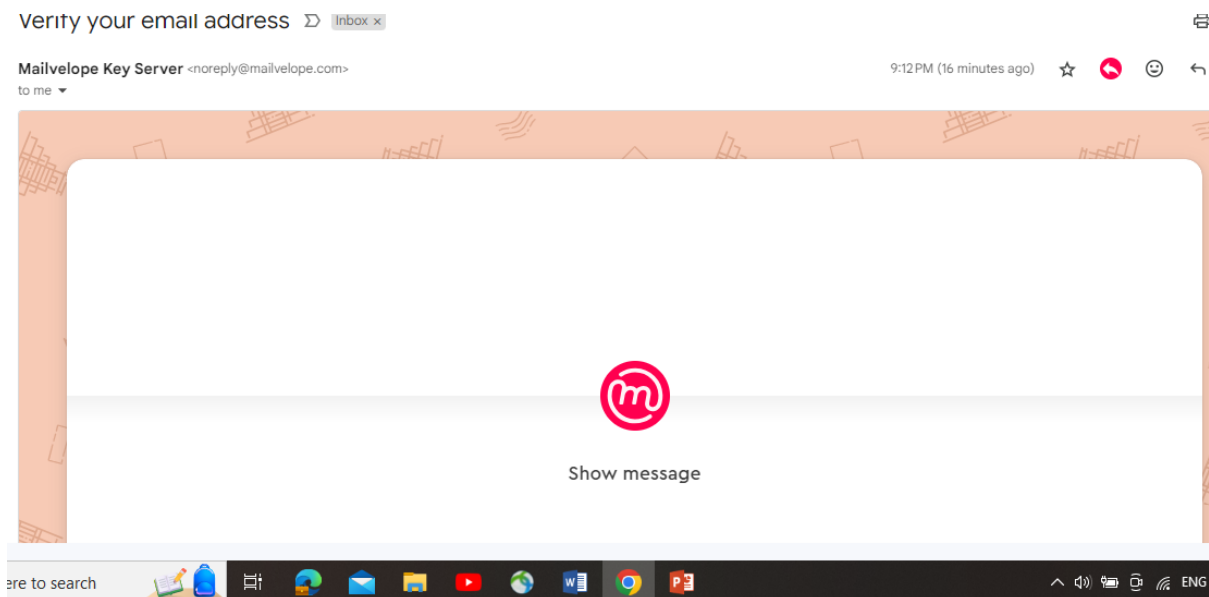 Verify your email address Inbox ×
Mailvelope Key Server <noreply@mailvelope.com> 9:12 PM (16 minutes ago)
to me
m
Show message
ere to search
ENG